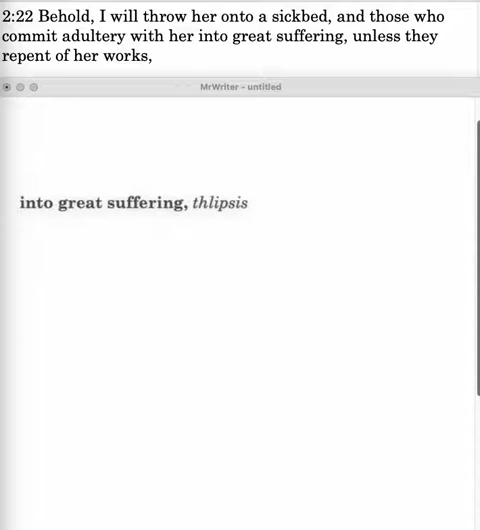 2:22 Behold, I will throw her onto a sickbed, and those who
commit adultery with her into great suffering, unless they
repent of her works,
MrWriter - untitled
into great suffering, thlipsis